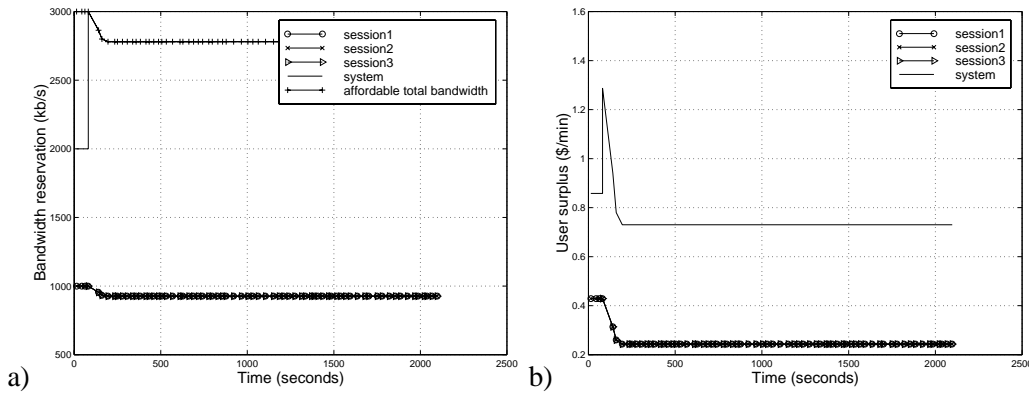 3000
2500
2000
1500
1000
500
0
500
1000
1500
2000
2500
Time (seconds)
Bandwidth reservation (kb/s)
session1
session2
session3
system
affordable total bandwidth
a)
1.6
1.4
1.2
1
0.8
0.6
0.4
0.2
0
500
1000
1500
2000
2500
Time (seconds)
User surplus ($/min)
session1
session2
session3
system
b)